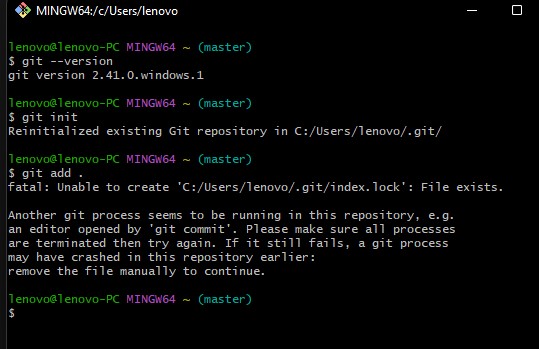 MINGW64:/c/Users/lenovo
lenovo@lenovo-PC MINGW64 ~ (master)
$ git --version
git version 2.41.0.windows.1
lenovo@lenovo-PC MINGW64 ~ (master)
$ git init
Reinitialized existing Git repository in C:/Users/lenovo/.git/
lenovo@lenovo-PC MINGW64 ~ (master)
$ git add .
fatal: Unable to create 'C:/Users/lenovo/.git/index.lock': File exists.
Another git process seems to be running in this repository, e.g.
an editor opened by 'git commit'. Please make sure all processes
are terminated then try again. If it still fails, a git process
may have crashed in this repository earlier:
remove the file manually to continue.
lenovo@lenovo-PC MINGW64 ~ (master)
$